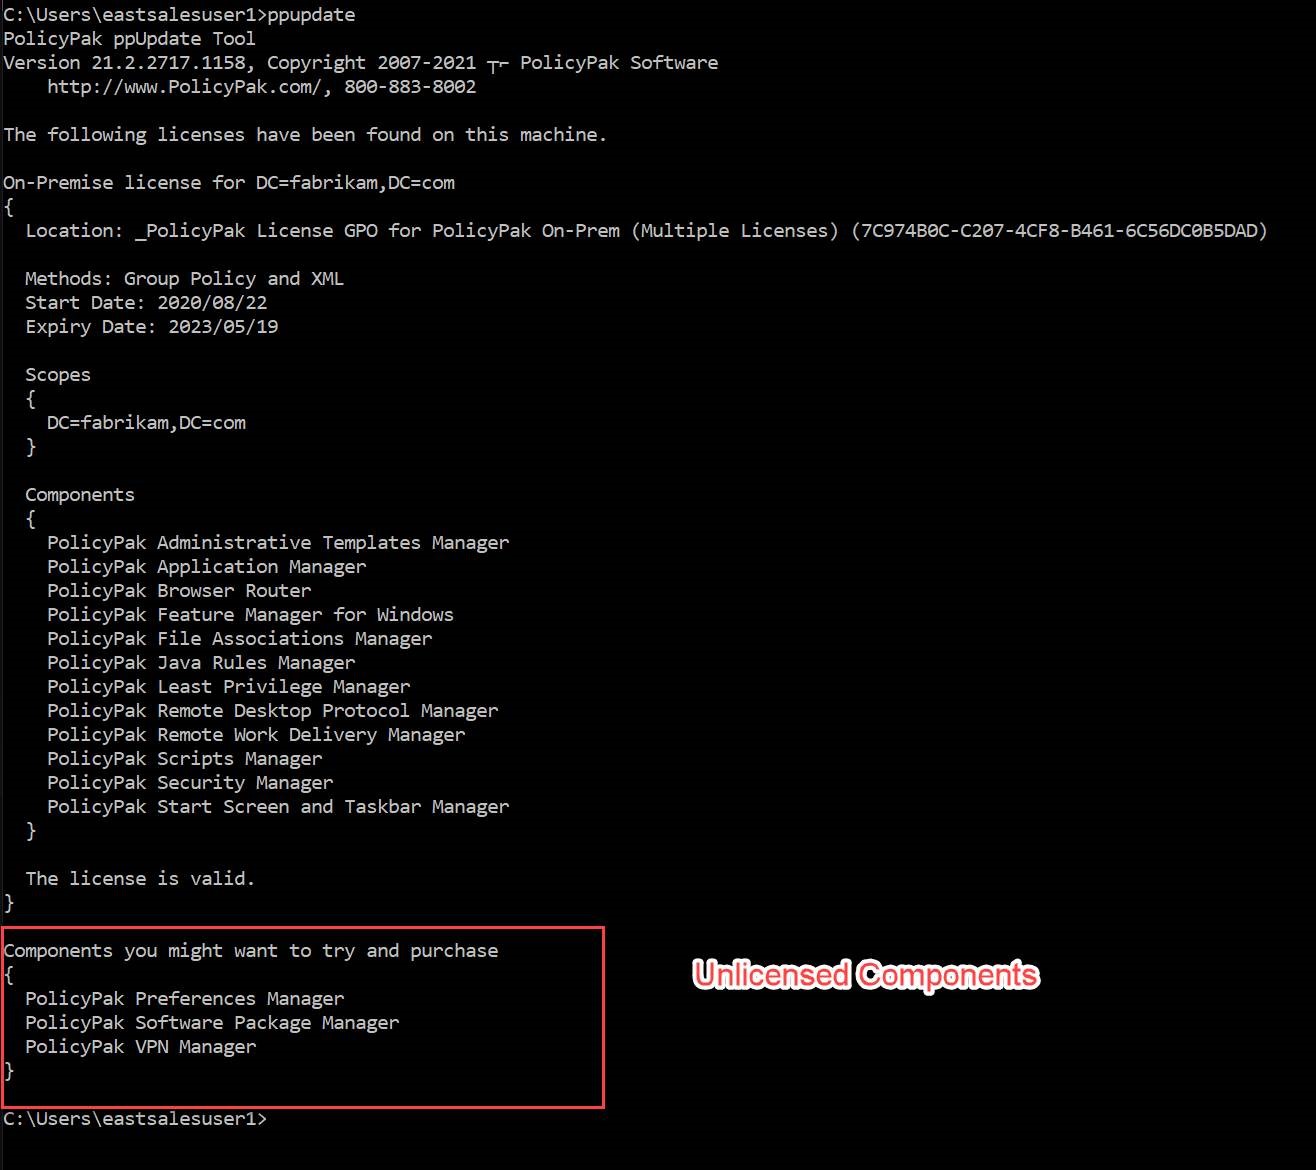 C:\Users\eastsalesuser1>ppupdate
PolicyPak ppUpdate Tool
Version 21.2.2717.1158, Copyright 2007-2021 ┬⌐ PolicyPak Software
http://www.PolicyPak.com/, 800-883-8002
The following licenses have been found on this machine.
On-Premise license for DC=fabrikam,DC=com
{
Location: _PolicyPak License GPO for PolicyPak On-Prem (Multiple Licenses) (7C974B0C-C207-4CF8-B461-6C56DC0B5DAD)
Methods: Group Policy and XML
Start Date: 2020/08/22
Expiry Date: 2023/05/19
Scopes
{
DC=fabrikam,DC=com
}
Components
{
PolicyPak Administrative Templates Manager
PolicyPak Application Manager
PolicyPak Browser Router
PolicyPak Feature Manager for Windows
PolicyPak File Associations Manager
PolicyPak Java Rules Manager
PolicyPak Least Privilege Manager
PolicyPak Remote Desktop Protocol Manager
PolicyPak Remote Work Delivery Manager
PolicyPak Scripts Manager
PolicyPak Security Manager
PolicyPak Start Screen and Taskbar Manager
}
The license is valid.
}
Components you might want to try and purchase
{
PolicyPak Preferences Manager
PolicyPak Software Package Manager
PolicyPak VPN Manager
}
Unlicensed Components
C:\Users\eastsalesuser1>